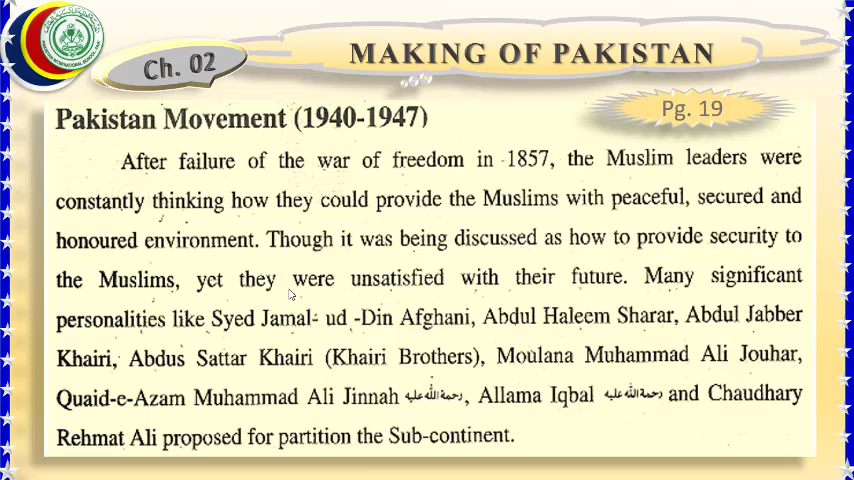 Ch. 02
MAKING OF PAKISTAN
Pg. 19
Pakistan Movement (1940-1947)
After failure of the war of freedom in 1857, the Muslim leaders were
constantly thinking how they could provide the Muslims with peaceful, secured and
honoured environment. Though it was being discussed as how to provide security to
the Muslims, yet they were unsatisfied with their future. Many significant
personalities like Syed Jamal- ud -Din Afghani, Abdul Haleem Sharar, Abdul Jabber
Khairi, Abdus Sattar Khairi (Khairi Brothers), Moulana Muhammad Ali Jouhar,
Quaid-e-Azam Muhammad Ali Jinnah رحمۃ اللہ علیہ, Allama Iqbal رحمۃ اللہ علیہ and Chaudhary
Rehmat Ali proposed for partition the Sub-continent.